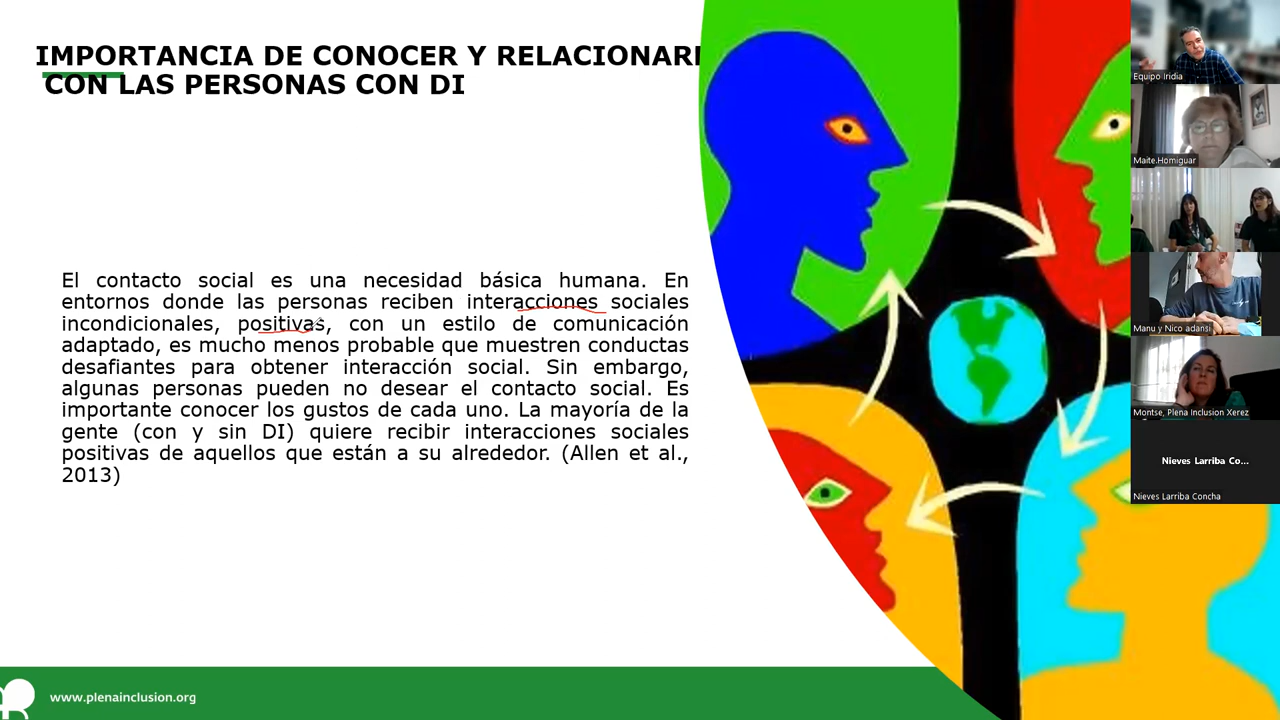 IMPORTANCIA DE CONOCER Y RELACIONAR
CON LAS PERSONAS CON DI
El contacto social es una necesidad básica humana. En
entornos donde las personas reciben interacciones sociales
incondicionales, positivas, con un estilo de comunicación
adaptado, es mucho menos probable que muestren conductas
desafiantes para obtener interacción social. Sin embargo,
algunas personas pueden no desear el contacto social. Es
importante conocer los gustos de cada uno. La mayoría de la
gente (con y sin DI) quiere recibir interacciones sociales
positivas de aquellos que están a su alrededor. (Allen et al.,
2013)
www.plenainclusion.org
Equipo Iridia
Maite.Homiguar
Manu y Nico adansi
Montse, Plena Inclusion Xerez
Nieves Larriba Co...
Nieves Larriba Concha